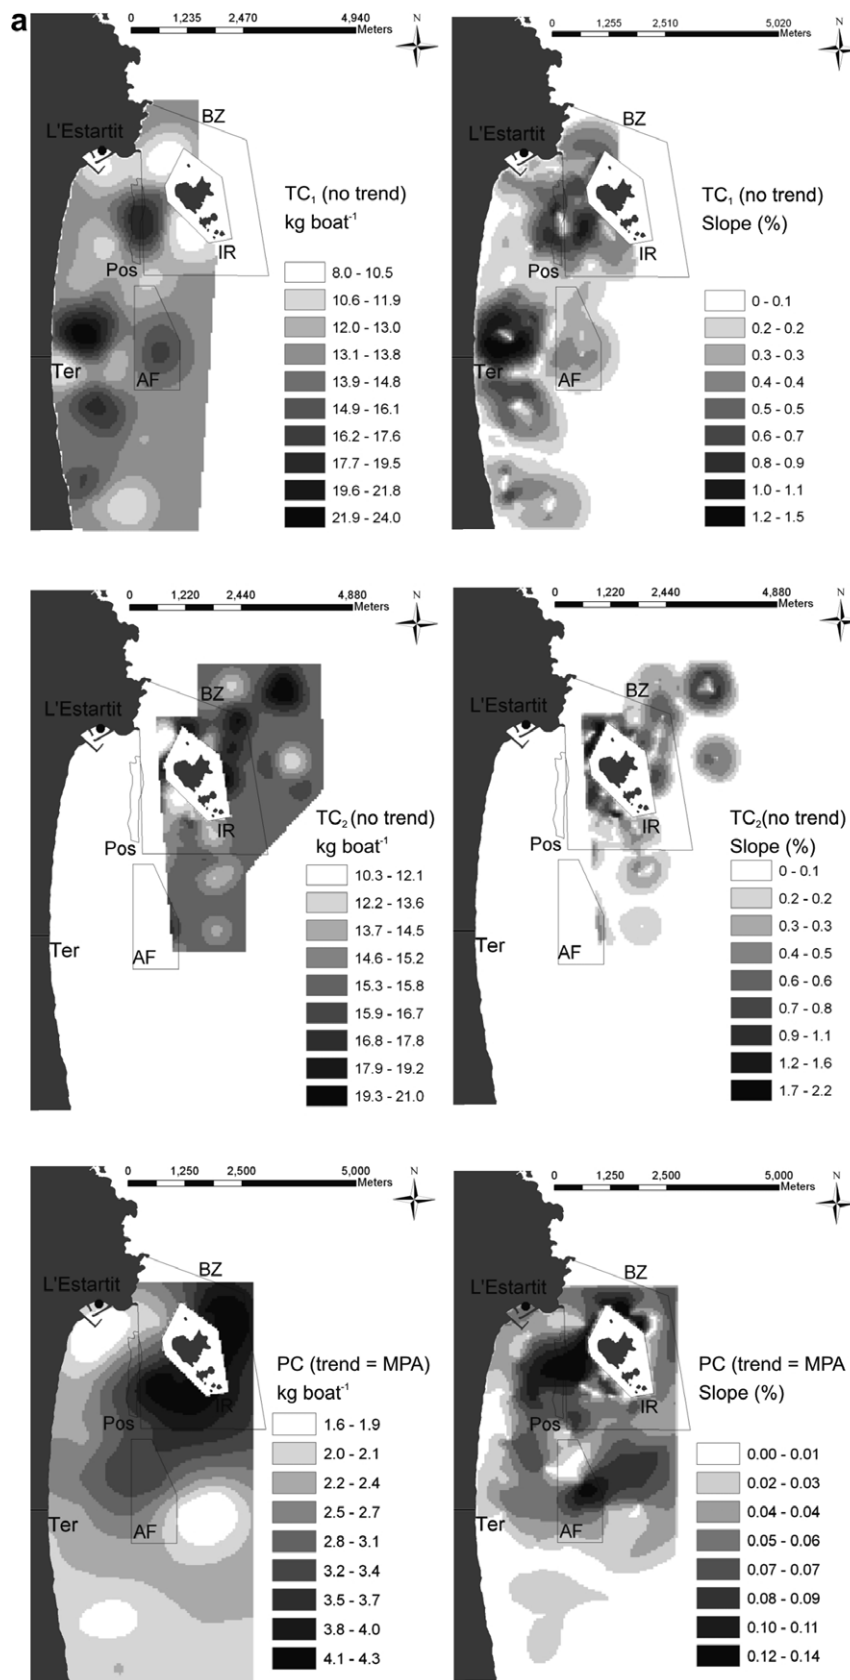 a
0 1,235 2,470 4,940
Meters
N
BZ
L'Estartit
TC1 (no trend)
kg boat-1
IR
Pos
8.0 - 10.5
10.6 - 11.9
12.0 - 13.0
13.1 - 13.8
13.9 - 14.8
14.9 - 16.1
16.2 - 17.6
17.7 - 19.5
19.6 - 21.8
21.9 - 24.0
Ter
AF
0 1,255 2,510 5,020
Meters
N
BZ
L'Estartit
TC1 (no trend)
Slope (%)
IR
Pos
0 - 0.1
0.2 - 0.2
0.3 - 0.3
0.4 - 0.4
0.5 - 0.5
0.6 - 0.7
0.8 - 0.9
1.0 - 1.1
1.2 - 1.5
Ter
AF
0 1,220 2,440 4,880
Meters
N
BZ
L'Estartit
TC2 (no trend)
kg boat-1
IR
Pos
10.3 - 12.1
12.2 - 13.6
13.7 - 14.5
14.6 - 15.2
15.3 - 15.8
15.9 - 16.7
16.8 - 17.8
17.9 - 19.2
19.3 - 21.0
Ter
AF
0 1,220 2,440 4,880
Meters
N
BZ
L'Estartit
TC2(no trend)
Slope (%)
IR
Pos
0 - 0.1
0.2 - 0.2
0.3 - 0.3
0.4 - 0.5
0.6 - 0.6
0.7 - 0.8
0.9 - 1.1
1.2 - 1.6
1.7 - 2.2
Ter
AF
0 1,250 2,500 5,000
Meters
N
BZ
L'Estartit
PC (trend = MPA)
kg boat-1
IR
Pos
1.6 - 1.9
2.0 - 2.1
2.2 - 2.4
2.5 - 2.7
2.8 - 3.1
3.2 - 3.4
3.5 - 3.7
3.8 - 4.0
4.1 - 4.3
Ter
AF
0 1,250 2,500 5,000
Meters
N
BZ
L'Estartit
PC (trend = MPA
Slope (%)
IR
Pos
0.00 - 0.01
0.02 - 0.03
0.04 - 0.04
0.05 - 0.06
0.07 - 0.07
0.08 - 0.09
0.10 - 0.11
0.12 - 0.14
Ter
AF